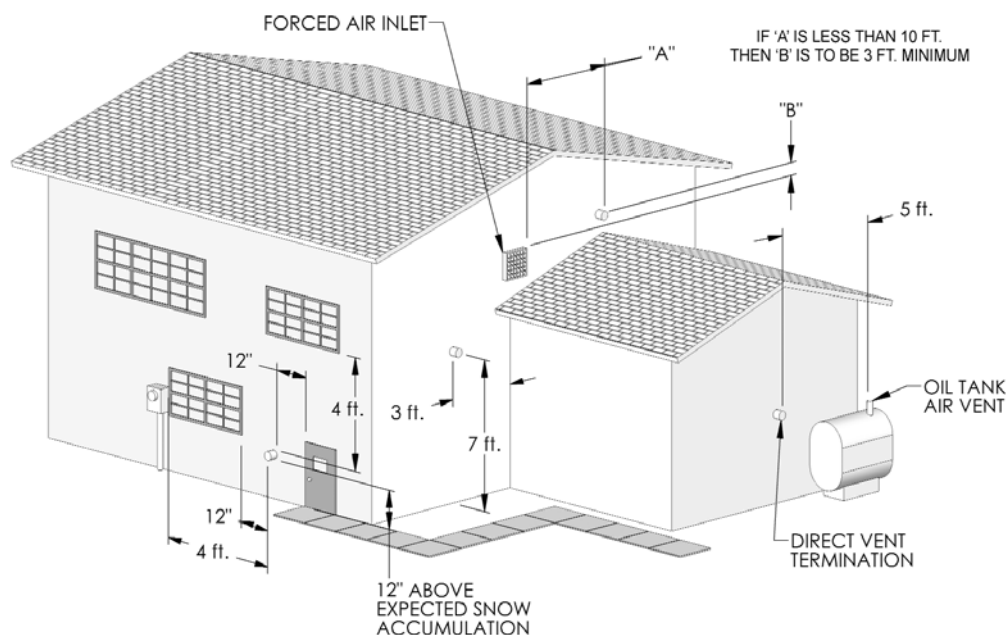 FORCED AIR INLET
"A"
IF ‘A’ IS LESS THAN 10 FT.
THEN ‘B’ IS TO BE 3 FT. MINIMUM
"B"
5 ft.
12"
4 ft.
3 ft.
7 ft.
OIL TANK
AIR VENT
12"
4 ft.
DIRECT VENT
TERMINATION
12" ABOVE
EXPECTED SNOW
ACCUMULATION